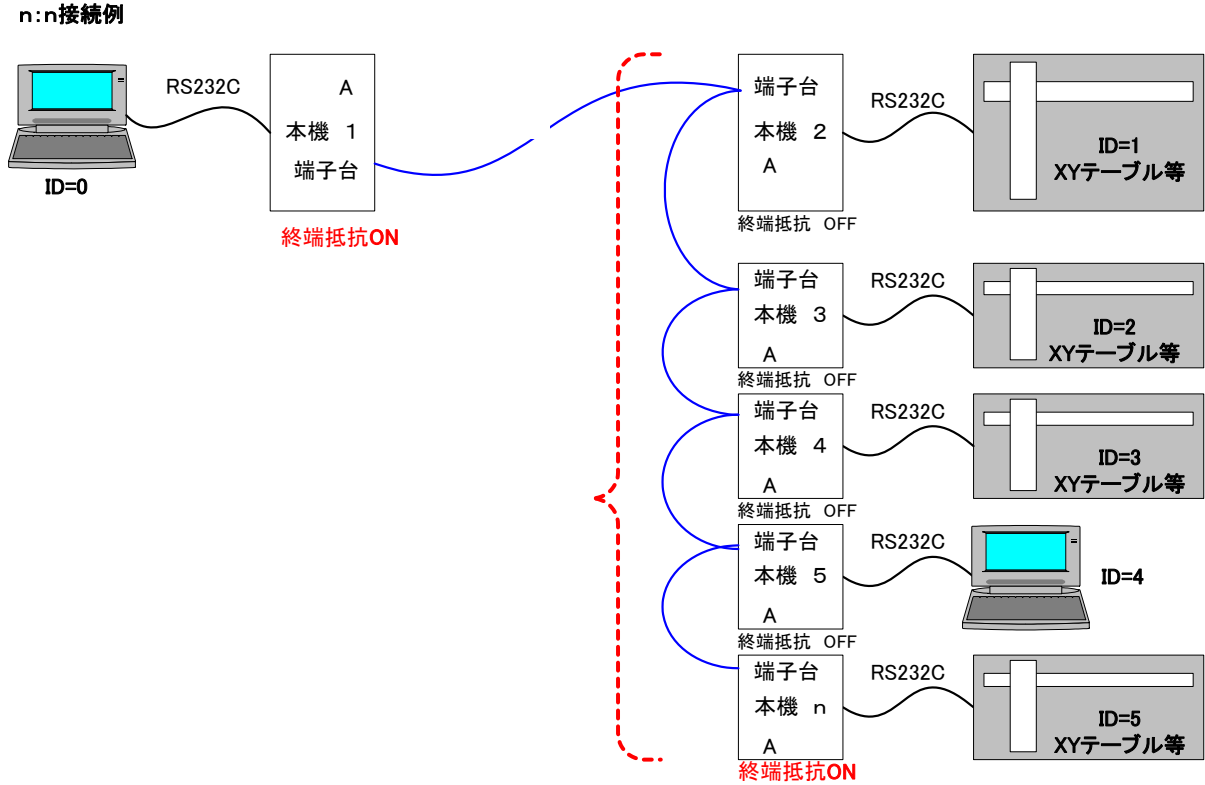 n:n接続例
RS232C
A
本機 1
端子台
終端抵抗ON
ID=0
端子台
本機 2
A
終端抵抗 OFF
RS232C
ID=1
XYテーブル等
端子台
本機 3
A
終端抵抗 OFF
RS232C
ID=2
XYテーブル等
端子台
本機 4
A
終端抵抗 OFF
RS232C
ID=3
XYテーブル等
端子台
本機 5
A
終端抵抗 OFF
RS232C
ID=4
端子台
本機 n
A
終端抵抗ON
RS232C
ID=5
XYテーブル等